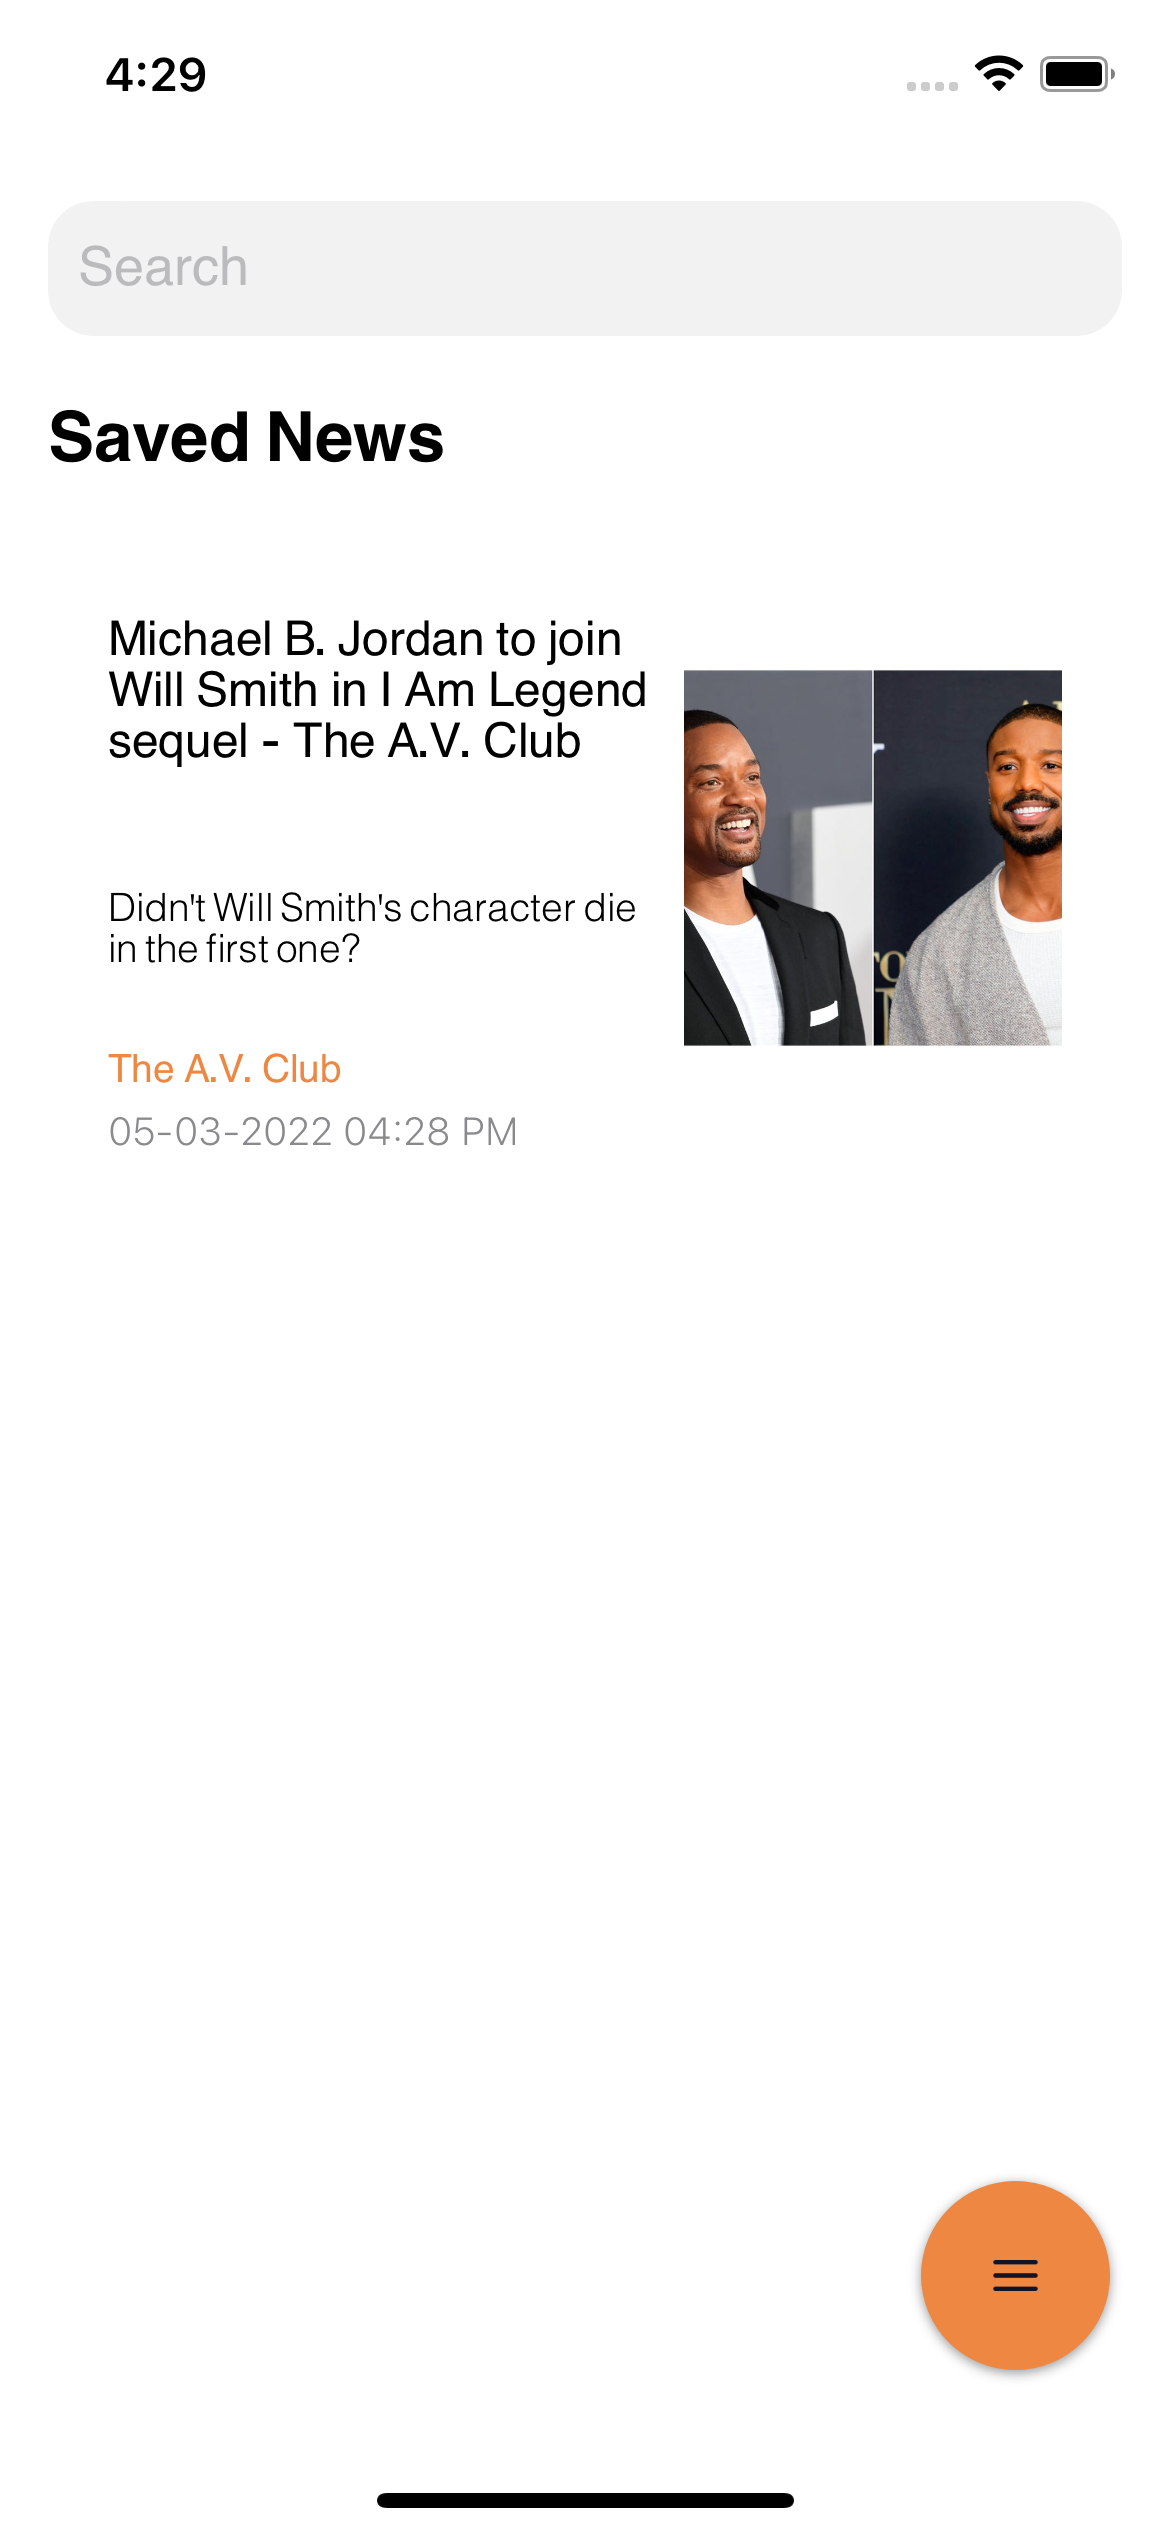 4:29
Search
Saved News
Michael B. Jordan to join
Will Smith in I Am Legend
sequel - The A.V. Club
Didn't Will Smith's character die
in the first one?
The A.V. Club
05-03-2022 04:28 PM